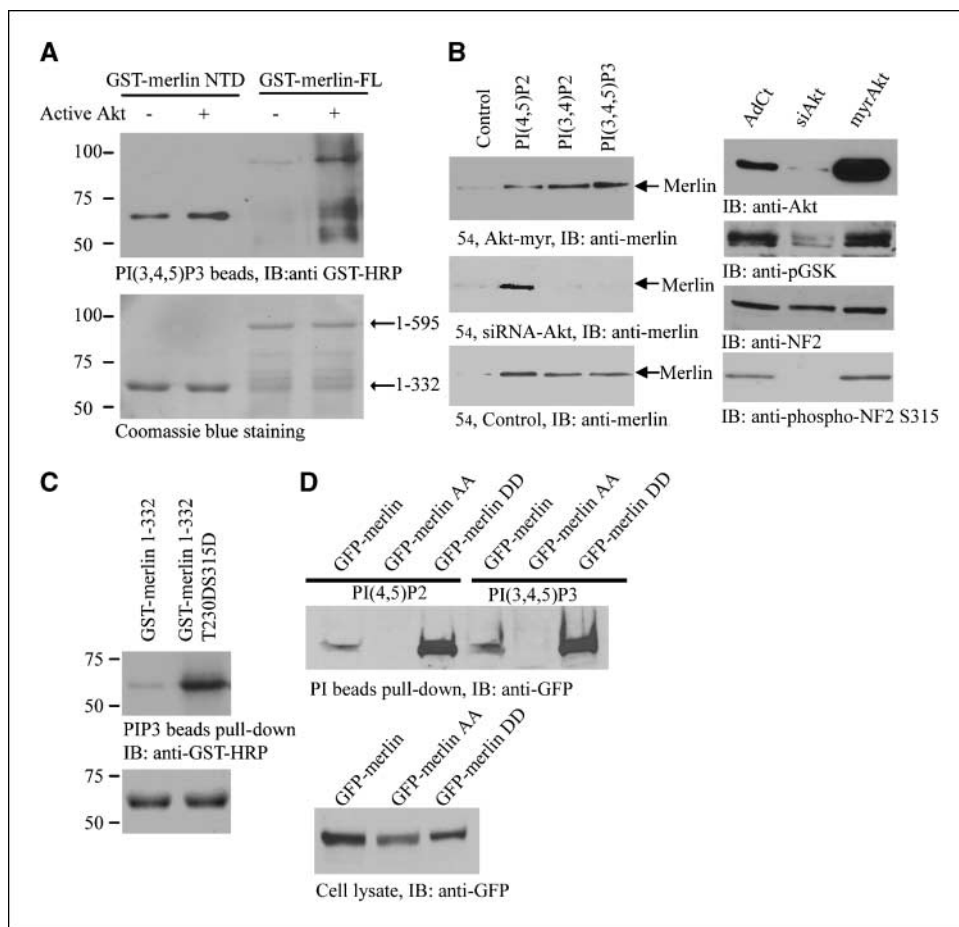 A
GST-merlin NTD GST-merlin-FL
Active Akt - + - +
100
75
50
PI(3,4,5)P3 beads, IB:anti GST-HRP
100
75
50
1-595
1-332
Coomassie blue staining
B
Control
PI(4,5)P2
PI(3,4)P2
PI(3,4,5)P3
Merlin
54, Akt-myr, IB: anti-merlin
Merlin
54, siRNA-Akt, IB: anti-merlin
Merlin
54, Control, IB: anti-merlin
AdCt
siAkt
myrAkt
IB: anti-Akt
IB: anti-pGSK
IB: anti-NF2
IB: anti-phospho-NF2 S315
C
GST-merlin 1-332
GST-merlin 1-332
T230DS315D
75
50
PIP3 beads pull-down
IB: anti-GST-HRP
75
50
D
GFP-merlin
GFP-merlin AA
GFP-merlin DD
GFP-merlin
GFP-merlin AA
GFP-merlin DD
PI(4,5)P2 PI(3,4,5)P3
PI beads pull-down, IB: anti-GFP
GFP-merlin
GFP-merlin AA
GFP-merlin DD
Cell lysate, IB: anti-GFP